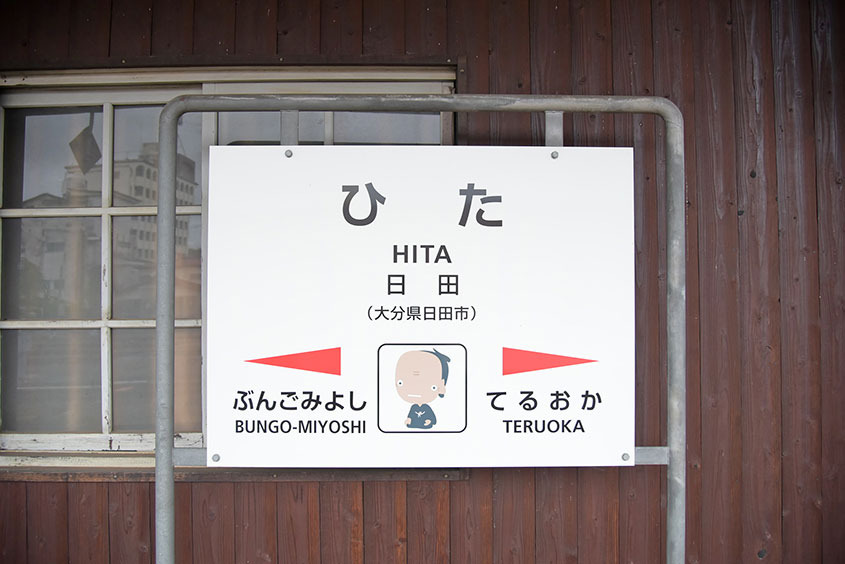 ひた
HITA
日田
（大分県日田市）
ぶんごみよし てるおか
BUNGO-MIYOSHI TERUOKA